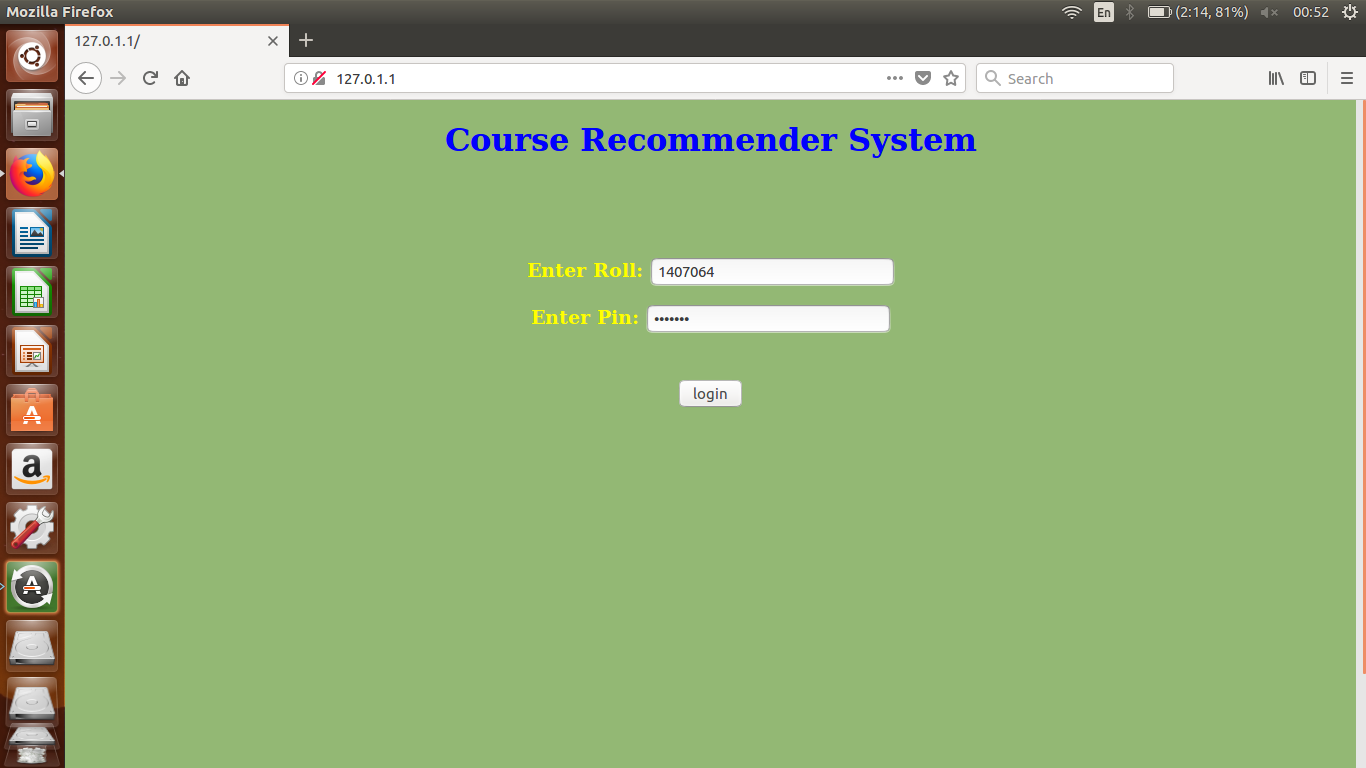 Mozilla Firefox
En
(2:14, 81%)
00:52
127.0.1.1/
127.0.1.1
Search
Course Recommender System
Enter Roll: 1407064
Enter Pin: •••••••
login